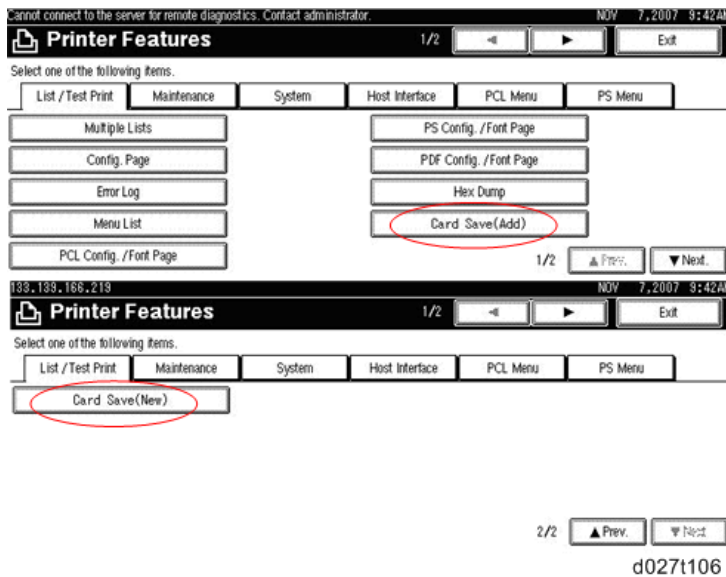 Cannot connect to the server for remote diagnostics. Contact administrator. NOV 7,2007 9:42AM
Printer Features 1/2 Exit
Select one of the following items.
List / Test Print Maintenance System Host Interface PCL Menu PS Menu
Multiple Lists PS Config. /Font Page
Config. Page PDF Config. /Font Page
Error Log Hex Dump
Menu List Card Save(Add)
PCL Config. /Font Page
1/2 ▲Prev. ▼Next.
133.139.166.219 NOV 7,2007 9:42AM
Printer Features 1/2 Exit
Select one of the following items.
List / Test Print Maintenance System Host Interface PCL Menu PS Menu
Card Save(New)
2/2 ▲Prev. ▼Next
d027t106